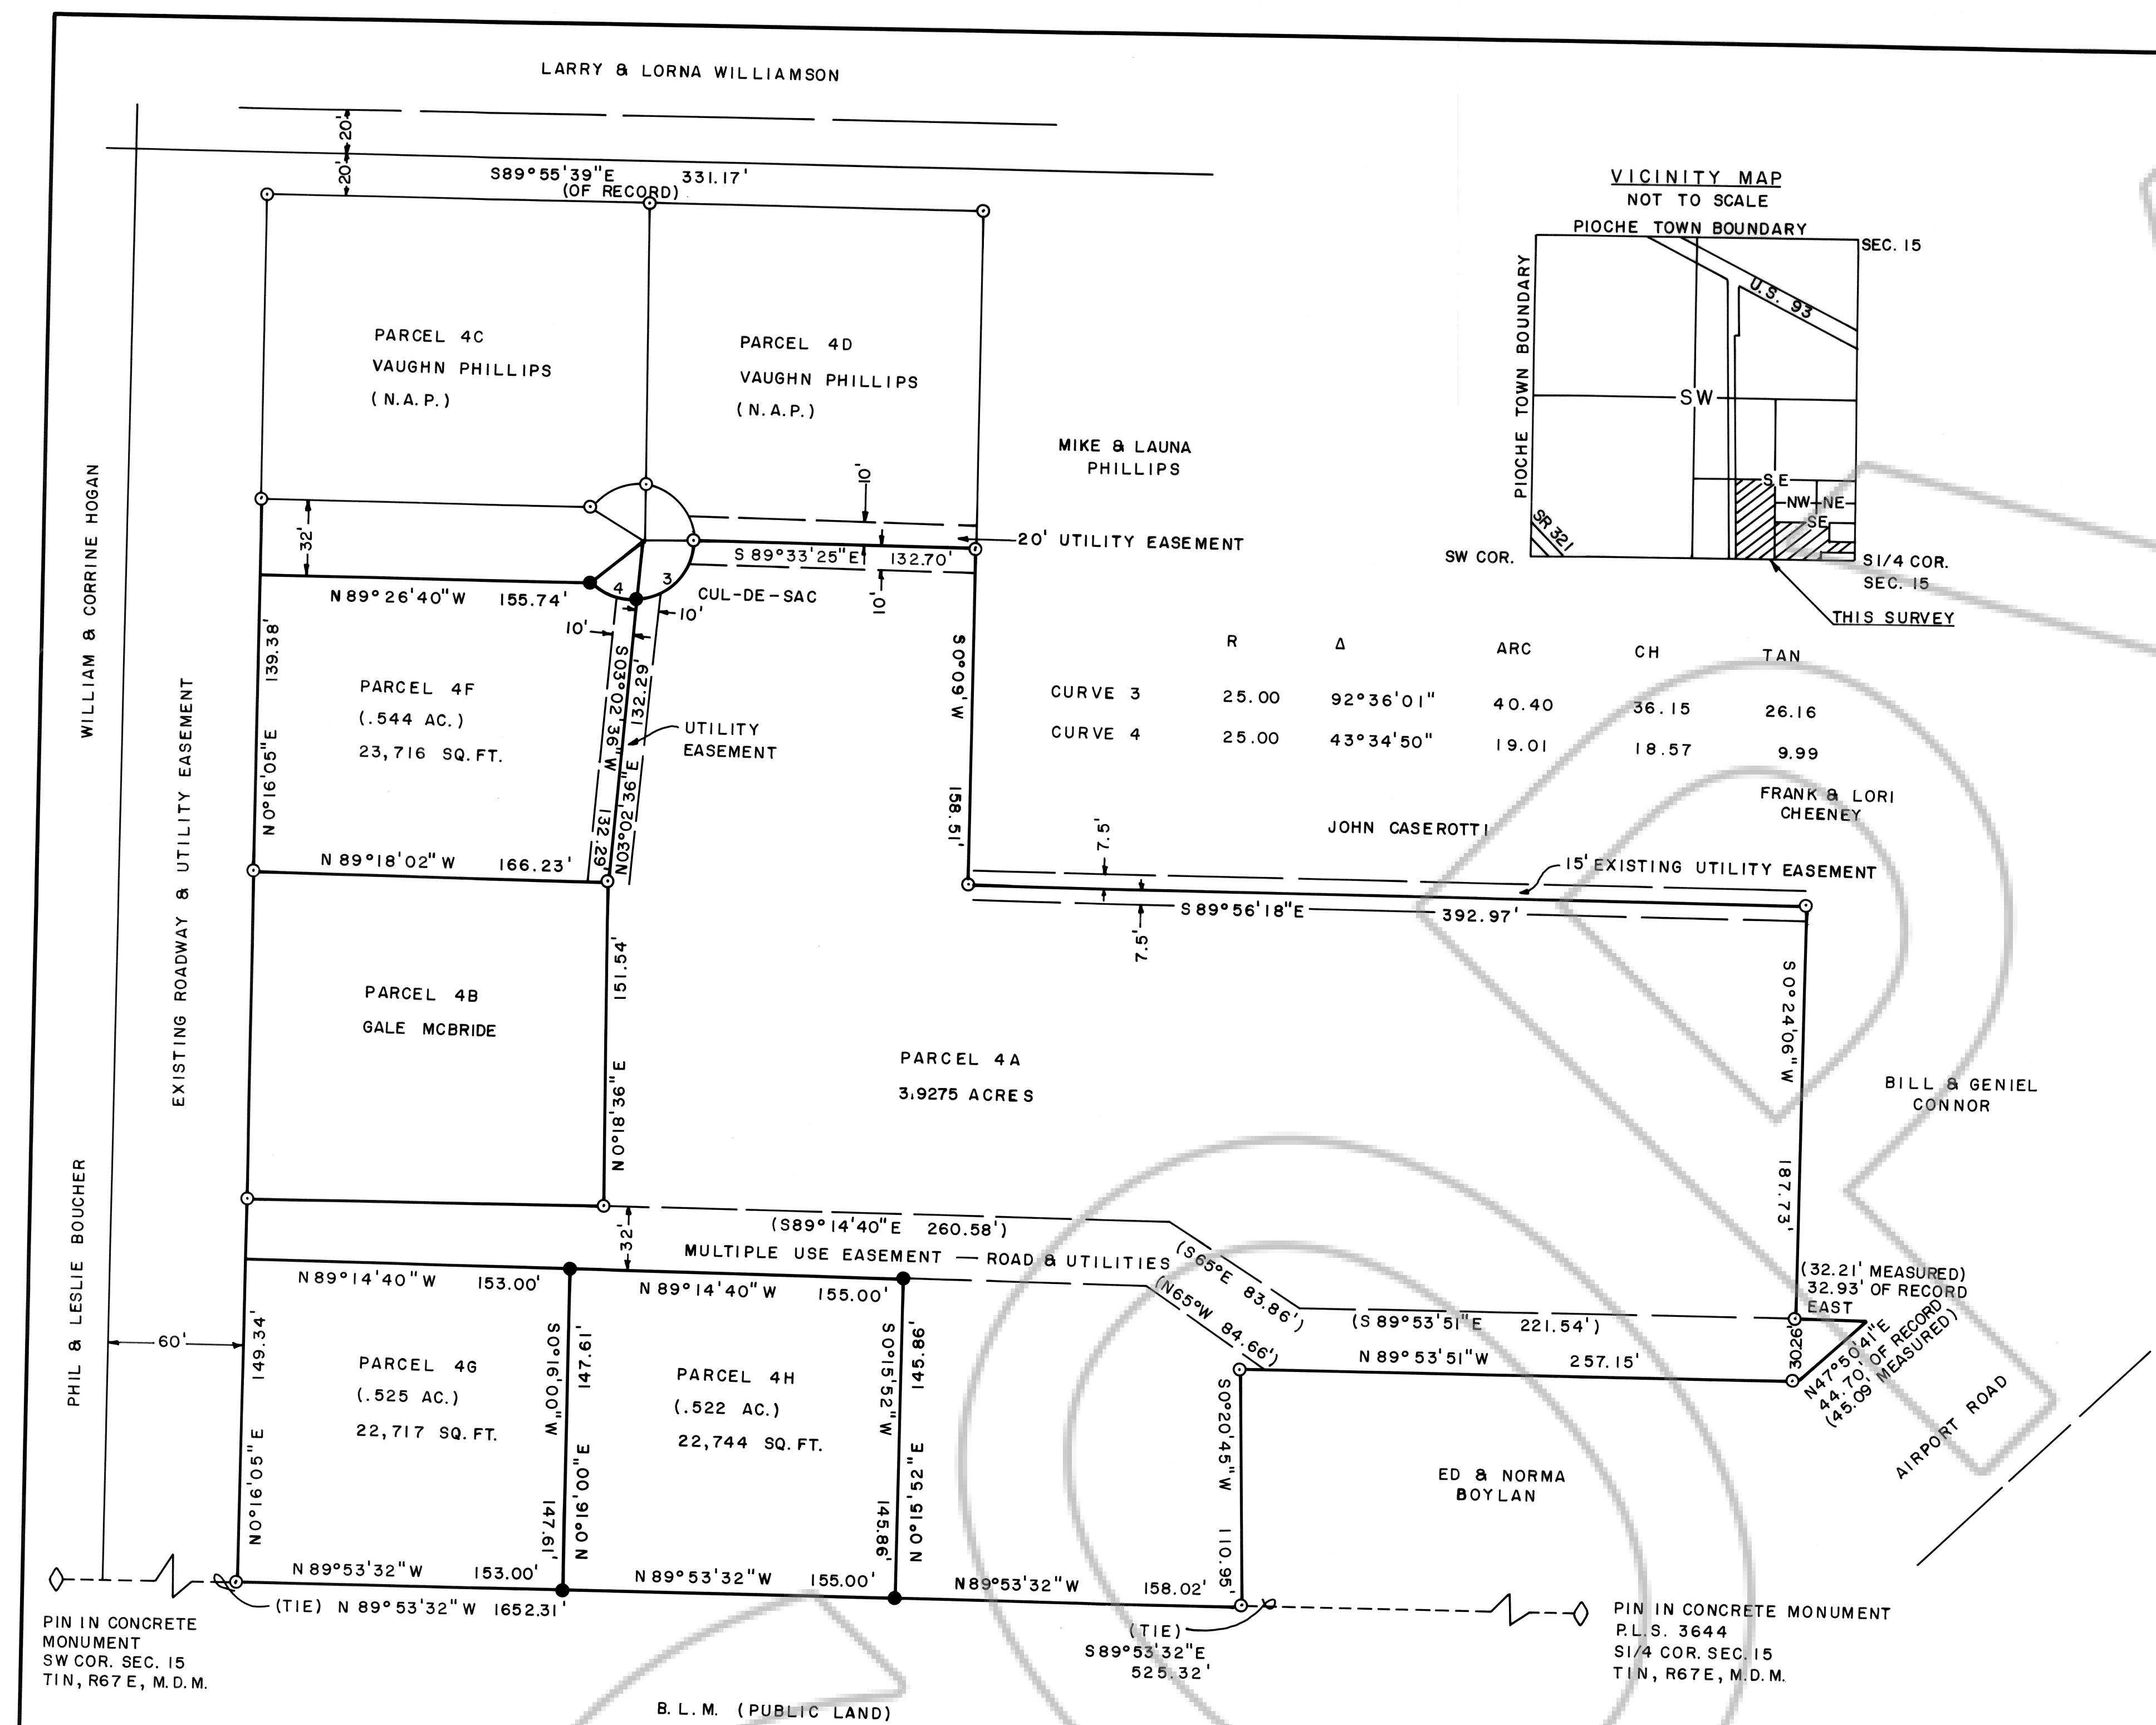 LARRY & LORNA WILLIAMSON
20'
20'
S89°55'39"E 331.17'
(OF RECORD)
VICINITY MAP
NOT TO SCALE
PIOCHE TOWN BOUNDARY
SEC. 15
PIOCHE TOWN BOUNDARY
U.S. 93
SW
SE
NW NE
SE
SR 321
SW COR.
S1/4 COR.
SEC. 15
THIS SURVEY
PARCEL 4C
VAUGHN PHILLIPS
(N.A.P.)
PARCEL 4D
VAUGHN PHILLIPS
(N.A.P.)
MIKE & LAUNA
PHILLIPS
WILLIAM & CORRINE HOGAN
EXISTING ROADWAY & UTILITY EASEMENT
PHIL & LESLIE BOUCHER
32'
10'
20' UTILITY EASEMENT
S 89°33'25"E 132.70'
10'
CUL-DE-SAC
4
3
N 89°26'40"W 155.74'
10'
10'
139.38'
N0°16'05"E
S03°02'36"W 132.29'
N03°02'36"E 132.29'
UTILITY
EASEMENT
PARCEL 4F
(.544 AC.)
23,716 SQ.FT.
S0°09'W 158.51'
R Δ ARC CH TAN
CURVE 3 25.00 92°36'01" 40.40 36.15 26.16
CURVE 4 25.00 43°34'50" 19.01 18.57 9.99
FRANK & LORI
CHEENEY
JOHN CASEROTTI
7.5'
15' EXISTING UTILITY EASEMENT
S89°56'18"E 392.97'
7.5'
N 89°18'02"W 166.23'
PARCEL 4B
GALE MCBRIDE
151.54'
N0°18'36"E
PARCEL 4A
3.9275 ACRES
S0°24'06"W 187.73'
BILL & GENIEL
CONNOR
(S89°14'40"E 260.58')
32'
MULTIPLE USE EASEMENT — ROAD & UTILITIES
(S65°E 83.86')
(N65°W 84.66')
(S 89°53'51"E 221.54')
N 89°53'51"W 257.15'
(32.21' MEASURED)
32.93' OF RECORD
EAST
30.26'
N47°50'41"E
44.70' OF RECORD
(45.09' MEASURED)
AIRPORT ROAD
N89°14'40"W 153.00'
N 89°14'40"W 155.00'
60'
149.34'
N0°16'05"E
PARCEL 4G
(.525 AC.)
22,717 SQ.FT.
S0°16'00"W 147.61'
147.61'
N 0°16'00"E
PARCEL 4H
(.522 AC.)
22,744 SQ.FT.
S0°15'52"W 145.86'
145.86'
N 0°15'52"E
S0°20'45"W 110.95'
ED & NORMA
BOYLAN
N 89°53'32"W 153.00'
N 89°53'32"W 155.00'
N89°53'32"W 158.02'
(TIE) N 89°53'32"W 1652.31'
PIN IN CONCRETE
MONUMENT
SW COR. SEC. 15
T1N, R67E, M.D.M.
(TIE)
S89°53'32"E
525.32'
PIN IN CONCRETE MONUMENT
P.L.S. 3644
S1/4 COR. SEC. 15
T1N, R67E, M.D.M.
B.L.M. (PUBLIC LAND)